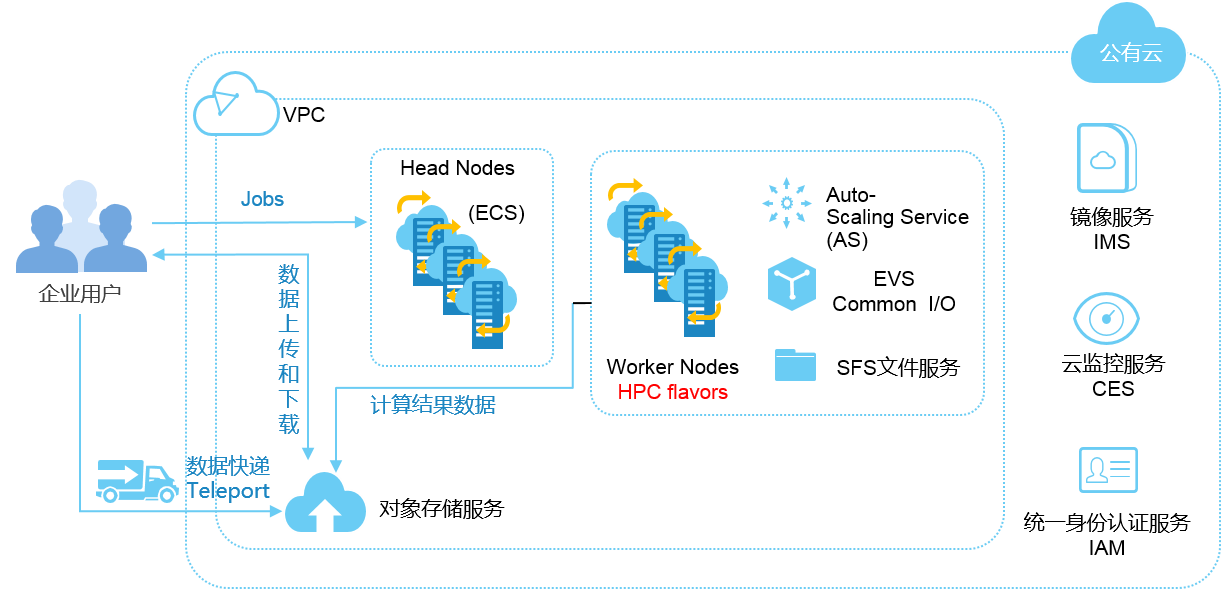 公有云
VPC
Head Nodes
(ECS)
Jobs
企业用户
数据上传和下载
数据快递
Teleport
对象存储服务
计算结果数据
Worker Nodes
HPC flavors
Auto-
Scaling Service
(AS)
EVS
Common I/O
SFS文件服务
镜像服务
IMS
云监控服务
CES
统一身份认证服务
IAM